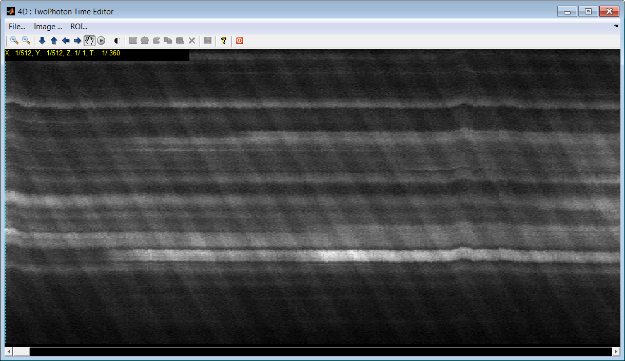 4D : TwoPhoton Time Editor
File... Image ... ROI...
X: 1/512, Y: 1/512, Z: 1/ 1, T: 1/ 360